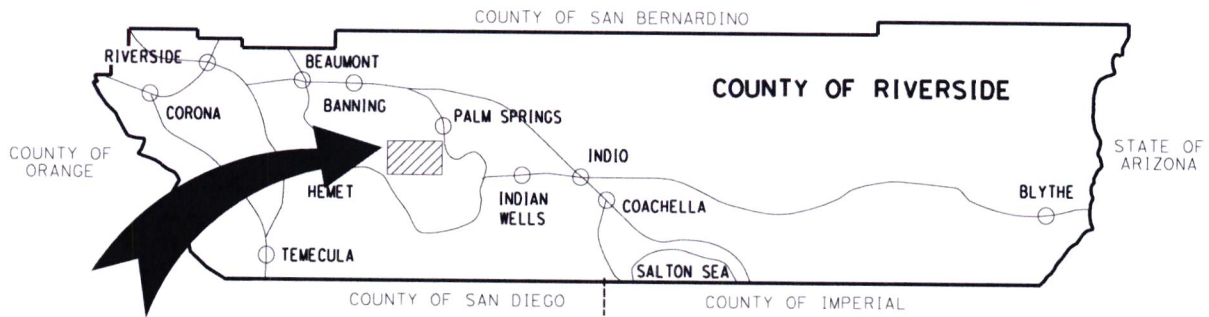 COUNTY OF SAN BERNARDINO
RIVERSIDE
BEAUMONT
COUNTY OF RIVERSIDE
CORONA
BANNING
PALM SPRINGS
COUNTY OF
ORANGE
STATE OF
ARIZONA
INDIO
HEMET
INDIAN
WELLS
COACHELLA
BLYTHE
TEMECULA
SALTON SEA
COUNTY OF SAN DIEGO
COUNTY OF IMPERIAL